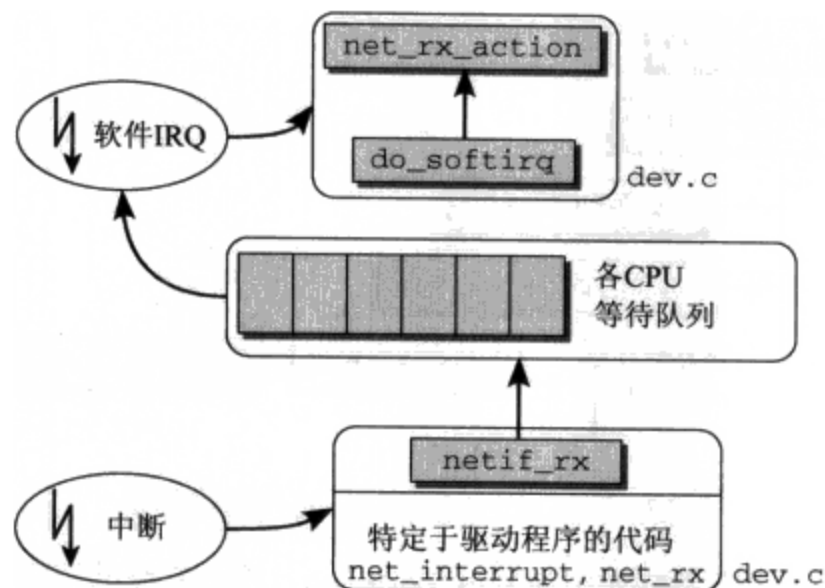 net_rx_action
软件IRQ
do_softirq
dev.c
各CPU
等待队列
netif_rx
中断
特定于驱动程序的代码
net_interrupt, net_rx
dev.c